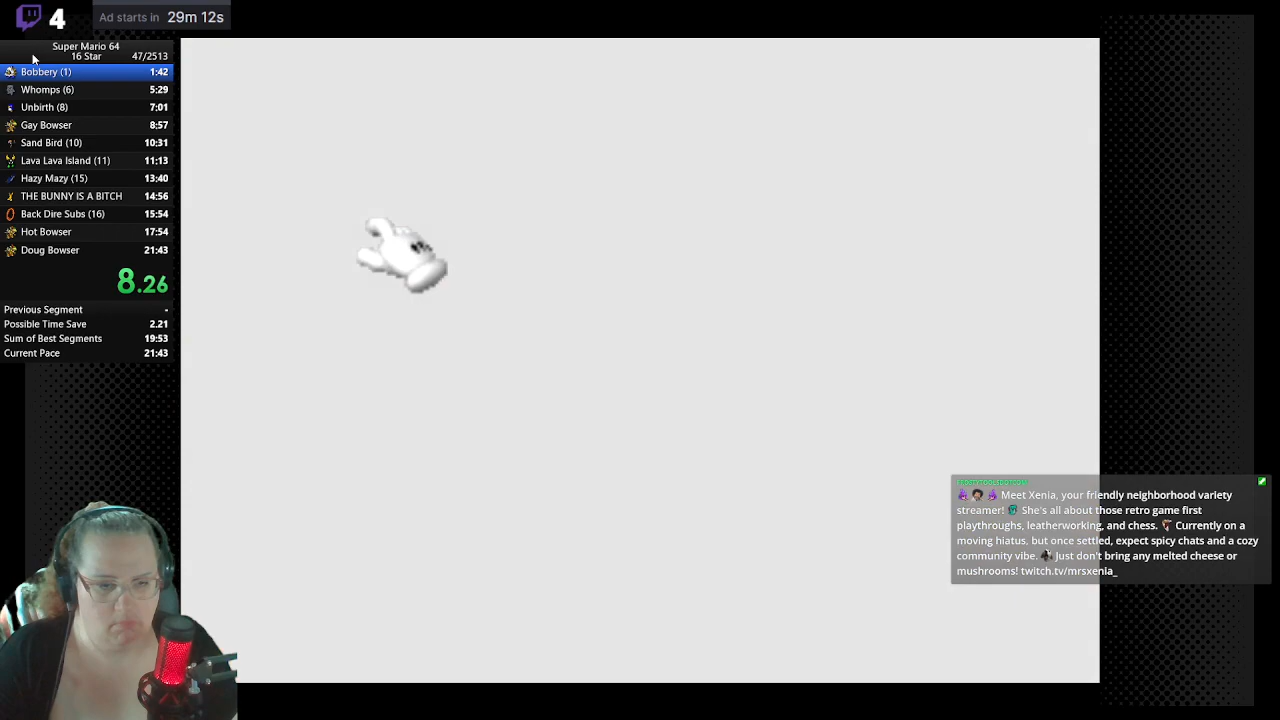 4
Ad starts in 29m 12s
Super Mario 64
16 Star 47/2513
Bobbery (1) 1:42
Whomps (6) 5:29
Unbirth (8) 7:01
Gay Bowser 8:57
Sand Bird (10) 10:31
Lava Lava Island (11) 11:13
Hazy Mazy (15) 13:40
THE BUNNY IS A BITCH 14:56
Back Dire Subs (16) 15:54
Hot Bowser 17:54
Doug Bowser 21:43
8.26
Previous Segment -
Possible Time Save 2.21
Sum of Best Segments 19:53
Current Pace 21:43
Meet Xenia, your friendly neighborhood variety
streamer! She's all about those retro game first
playthroughs, leatherworking, and chess. Currently on a
moving hiatus, but once settled, expect spicy chats and a cozy
community vibe. Just don't bring any melted cheese or
mushrooms! twitch.tv/mrsxenia_